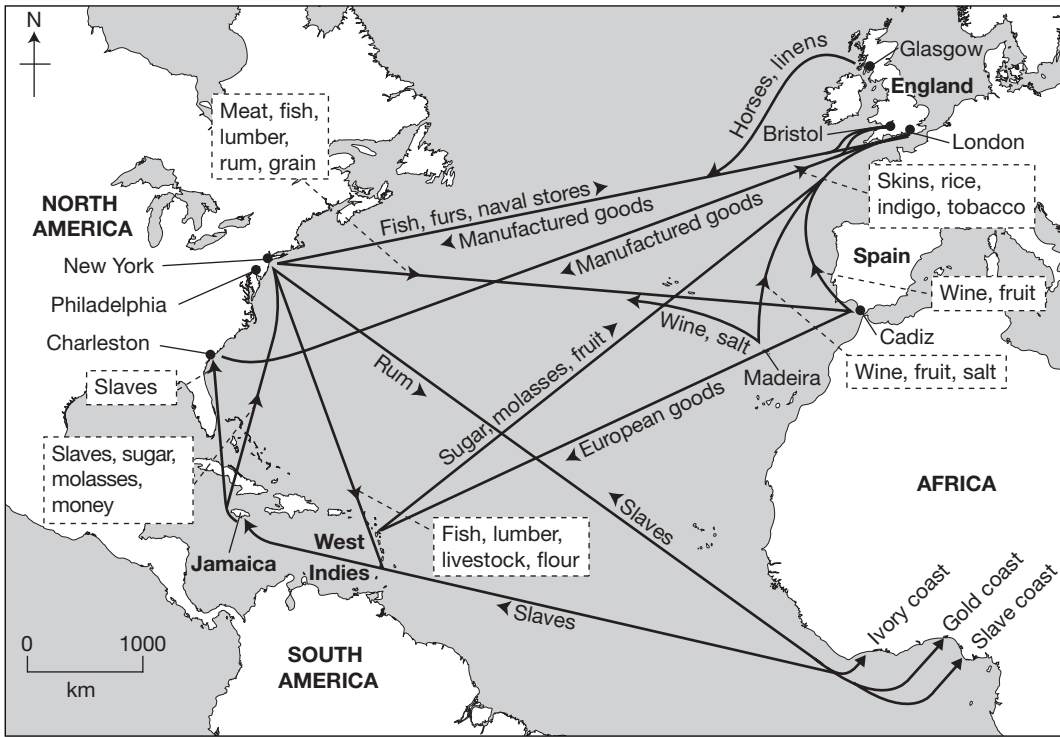 N
Glasgow
England
Horses, linens
Bristol
London
Meat, fish,
lumber,
rum, grain
Skins, rice,
indigo, tobacco
NORTH
AMERICA
Fish, furs, naval stores
Manufactured goods
Manufactured goods
New York
Spain
Philadelphia
Wine, fruit
Wine, salt
Cadiz
Charleston
Madeira
Wine, fruit, salt
Slaves
Rum
Sugar, molasses, fruit
European goods
Slaves, sugar,
molasses,
money
AFRICA
Slaves
Fish, lumber,
livestock, flour
West
Indies
Jamaica
Slaves
Ivory coast
Gold coast
Slave coast
0
1000
km
SOUTH
AMERICA